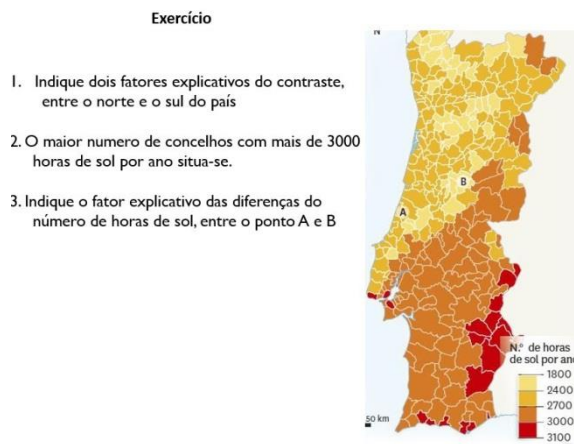 Exercício
1. Indique dois fatores explicativos do contraste,
entre o norte e o sul do país
2. O maior numero de concelhos com mais de 3000
horas de sol por ano situa-se.
3. Indique o fator explicativo das diferenças do
número de horas de sol, entre o ponto A e B
N
B
A
N.º de horas
de sol por ano
1800
2400
2700
3000
3100
50 km